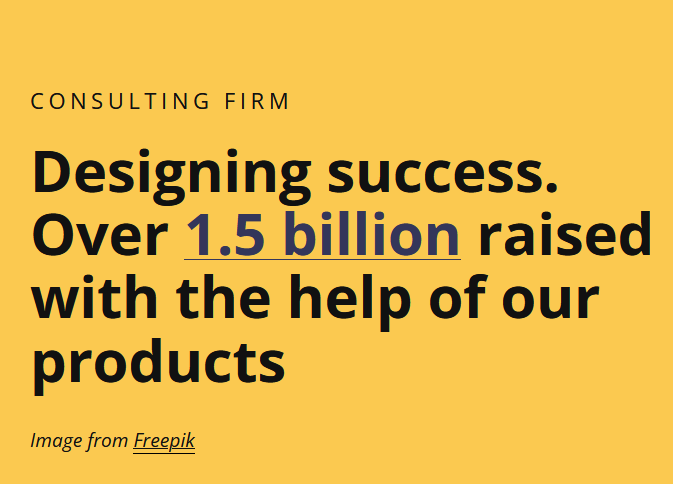 CONSULTING FIRM
Designing success.
Over 1.5 billion raised
with the help of our
products
Image from Freepik